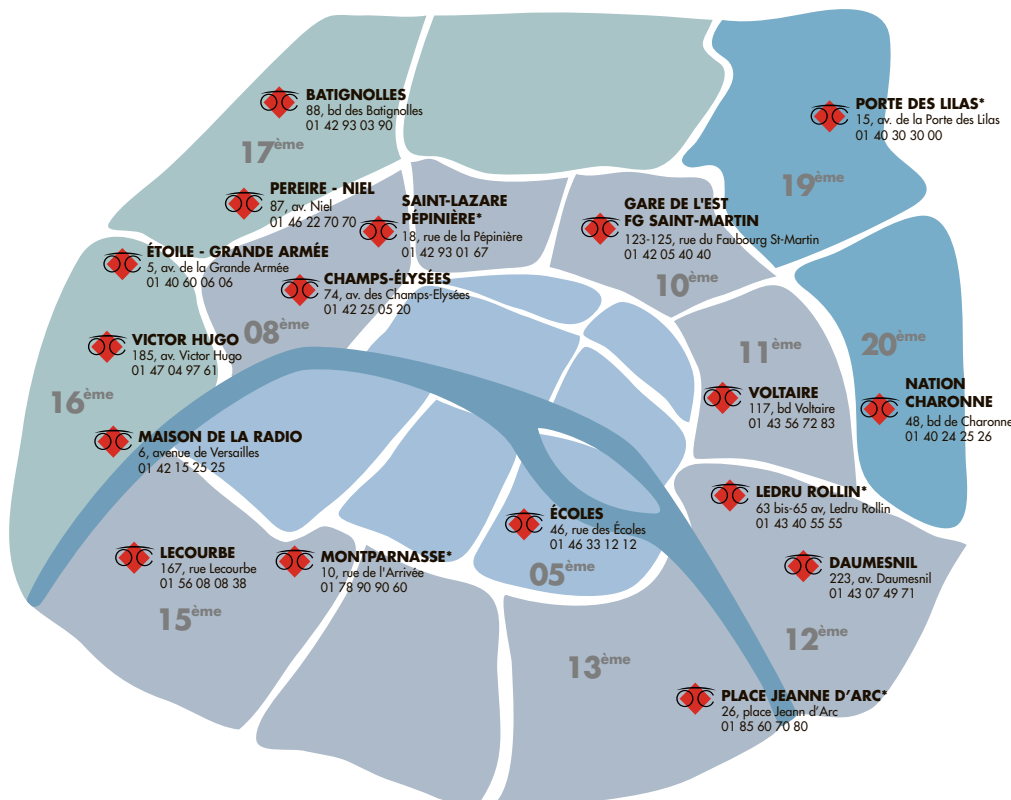 BATIGNOLLES
88, bd des Batignolles
01 42 93 03 90
17ème
PEREIRE - NIEL
87, av. Niel
01 46 22 70 70
PORTE DES LILAS*
15, av. de la Porte des Lilas
01 40 30 30 00
19ème
SAINT-LAZARE
PÉPINIÈRE*
18, rue de la Pépinière
01 42 93 01 67
GARE DE L'EST
FG SAINT-MARTIN
123-125, rue du Faubourg St-Martin
01 42 05 40 40
10ème
ÉTOILE - GRANDE ARMÉE
5, av. de la Grande Armée
01 40 60 06 06
CHAMPS-ÉLYSÉES
74, av. des Champs-Elysées
01 42 25 05 20
08ème
VICTOR HUGO
185, av. Victor Hugo
01 47 04 97 61
16ème
11ème
VOLTAIRE
117, bd Voltaire
01 43 56 72 83
20ème
NATION
CHARONNE
48, bd de Charonne
01 40 24 25 26
MAISON DE LA RADIO
6, avenue de Versailles
01 42 15 25 25
LEDRU ROLLIN*
63 bis-65 av, Ledru Rollin
01 43 40 55 55
ÉCOLES
46, rue des Écoles
01 46 33 12 12
05ème
LECOURBE
167, rue Lecourbe
01 56 08 08 38
15ème
MONTPARNASSE*
10, rue de l'Arrivée
01 78 90 90 60
DAUMESNIL
223, av. Daumesnil
01 43 07 49 71
12ème
13ème
PLACE JEANNE D'ARC*
26, place Jeann d'Arc
01 85 60 70 80